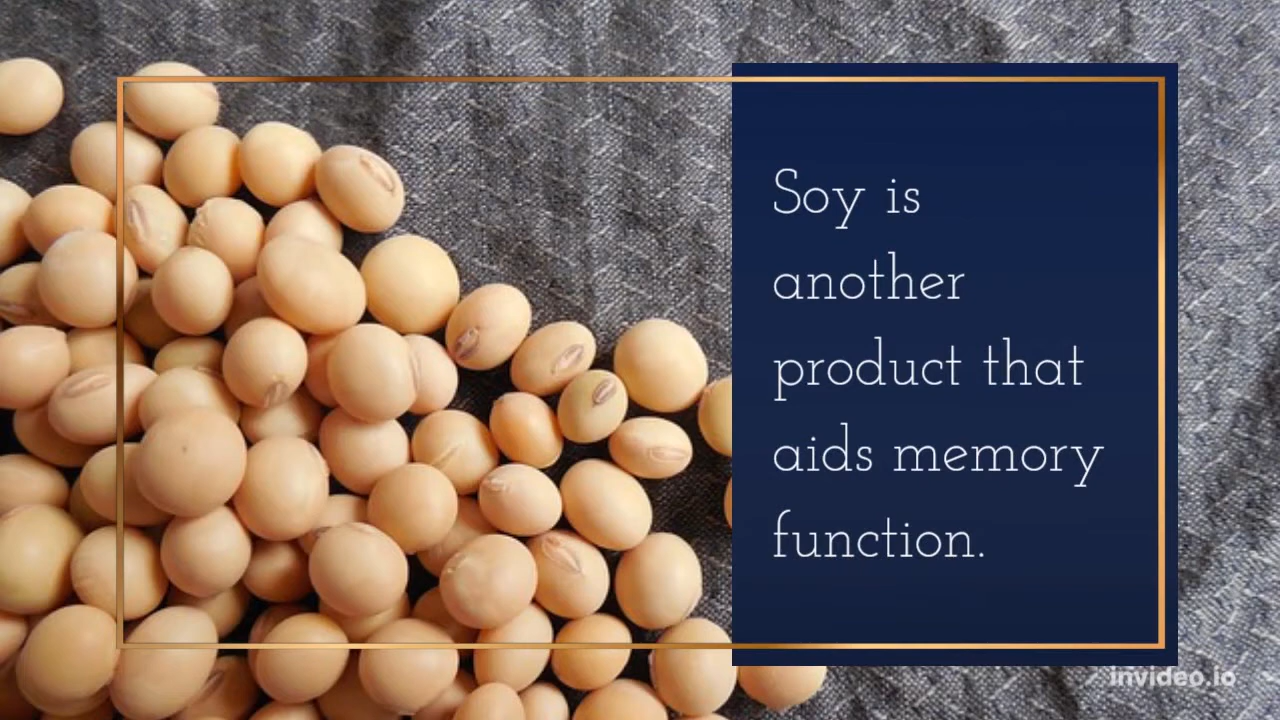 Soy is
another
product that
aids memory
function.
invideo.io